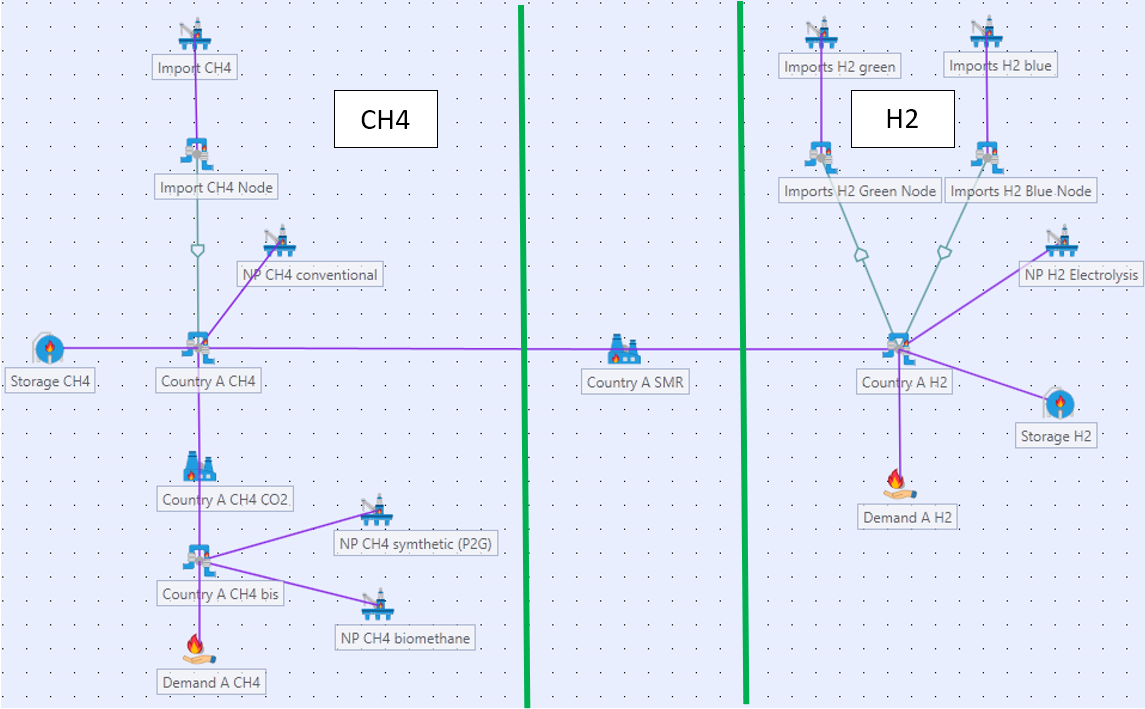 Import CH4
Imports H2 green
Imports H2 blue
CH4
H2
Import CH4 Node
Imports H2 Green Node
Imports H2 Blue Node
NP CH4 conventional
NP H2 Electrolysis
Storage CH4
Country A CH4
Country A SMR
Country A H2
Storage H2
Country A CH4 CO2
Demand A H2
NP CH4 symthetic (P2G)
Country A CH4 bis
NP CH4 biomethane
Demand A CH4